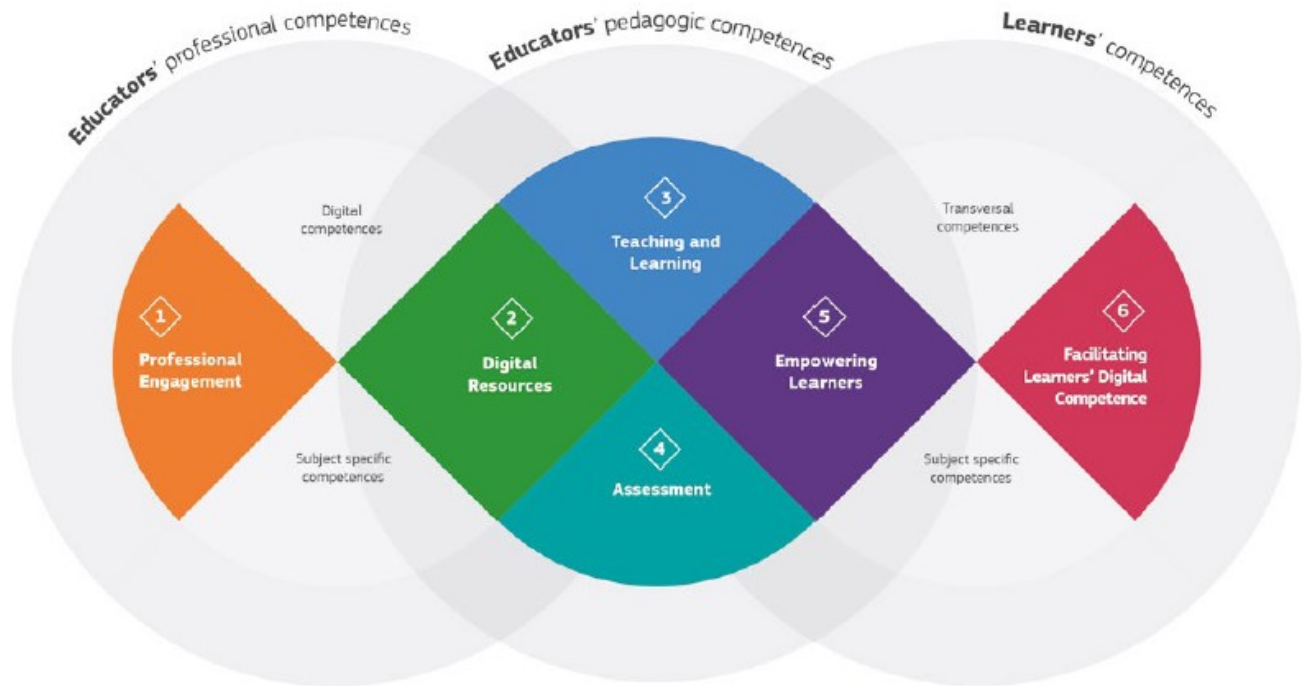 Educators' professional competences
Educators' pedagogic competences
Learners' competences
Digital
competences
Transversal
competences
1
Professional
Engagement
2
Digital
Resources
3
Teaching and
Learning
4
Assessment
5
Empowering
Learners
6
Facilitating
Learners' Digital
Competence
Subject specific
competences
Subject specific
competences